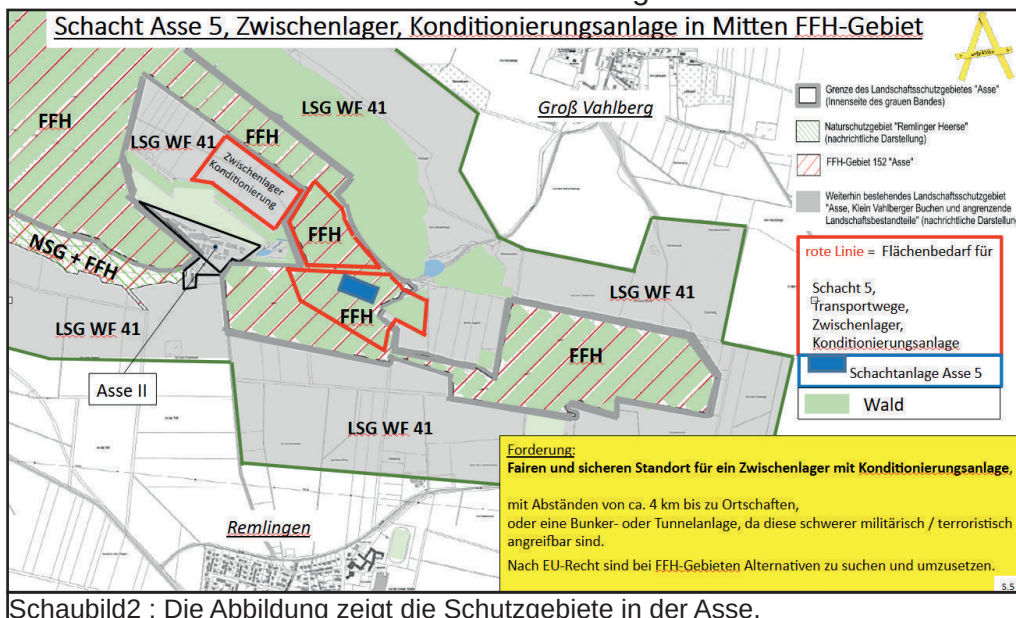 Schacht Asse 5, Zwischenlager, Konditionierungsanlage in Mitten FFH-Gebiet
FFH
LSG WF 41
FFH
LSG WF 41
Groß Vahlberg
Zwischenlager
Konditionierung
FFH
NSG + FFH
FFH
LSG WF 41
LSG WF 41
FFH
Asse II
LSG WF 41
Remlingen
Grenze des Landschaftsschutzgebietes "Asse"
(Innenseite des grauen Bandes)
Naturschutzgebiet "Remlinger Heerse"
(nachrichtliche Darstellung)
FFH-Gebiet 152 "Asse"
Weiterhin bestehendes Landschaftsschutzgebiet
"Asse, Klein Vahlberger Buchen und angrenzende
Landschaftsbestandteile" (nachrichtliche Darstellung
rote Linie = Flächenbedarf für
Schacht 5,
Transportwege,
Zwischenlager,
Konditionierungsanlage
Schachtanlage Asse 5
Wald
Forderung:
Fairen und sicheren Standort für ein Zwischenlager mit Konditionierungsanlage,
mit Abständen von ca. 4 km bis zu Ortschaften,
oder eine Bunker- oder Tunnelanlage, da diese schwerer militärisch / terroristisch
angreifbar sind.
Nach EU-Recht sind bei FFH-Gebieten Alternativen zu suchen und umzusetzen.
S.5
Schaubild2 : Die Abbildung zeigt die Schutzgebiete in der Asse.